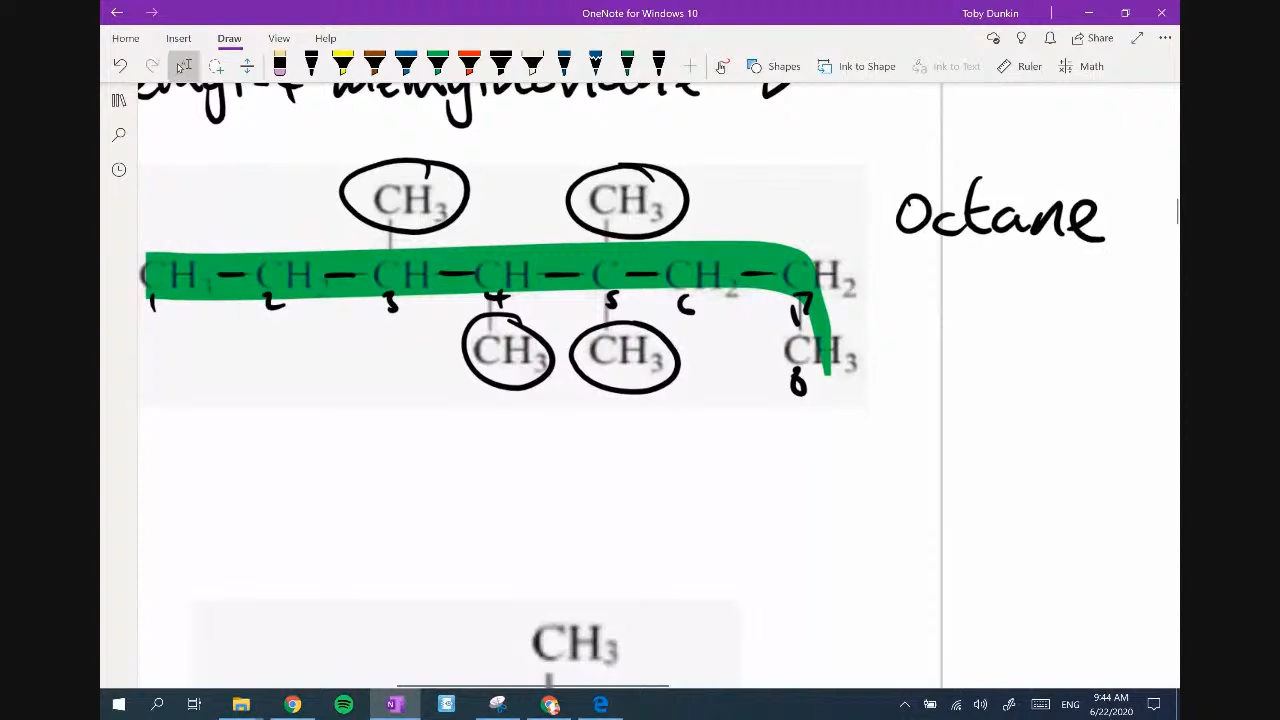 OneNote for Windows 10
Toby Dunkin
Home Insert Draw View Help
Share
Shapes Ink to Shape Ink to Text Ruler Math
CH3 CH3
CH3 — CH2 — CH — CH — C — CH2 — CH2
1 2 3 4 5 6 7
CH3 CH3 CH3
8
Octane
CH3
ENG
9:44 AM
6/22/2020